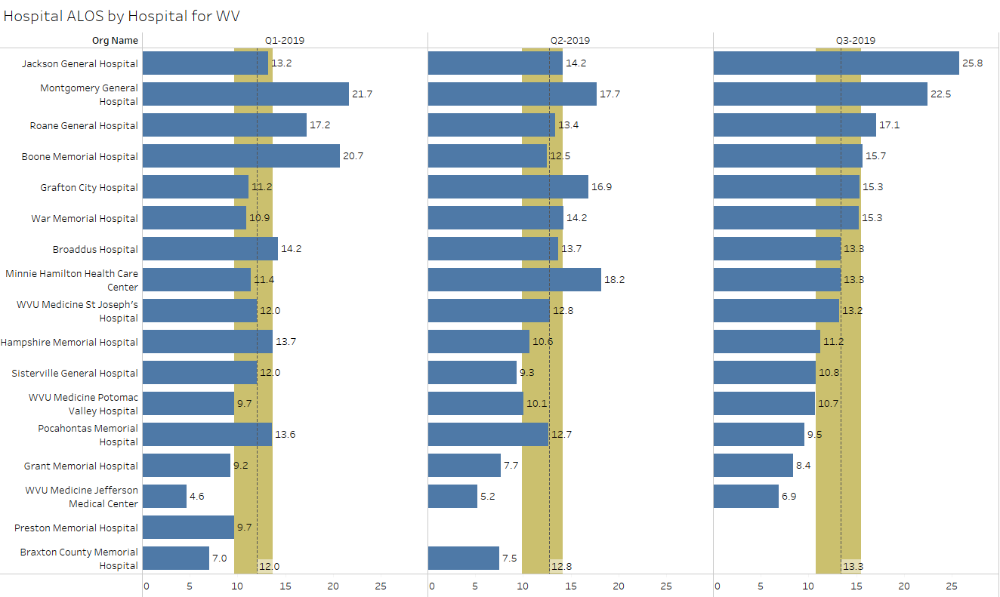 Hospital ALOS by Hospital for WV
Org Name Q1-2019 Q2-2019 Q3-2019
Jackson General Hospital 13.2 14.2 25.8
Montgomery General
Hospital 21.7 17.7 22.5
Roane General Hospital 17.2 13.4 17.1
Boone Memorial Hospital 20.7 12.5 15.7
Grafton City Hospital 11.2 16.9 15.3
War Memorial Hospital 10.9 14.2 15.3
Broaddus Hospital 14.2 13.7 13.3
Minnie Hamilton Health Care
Center 11.4 18.2 13.3
WVU Medicine St Joseph's
Hospital 12.0 12.8 13.2
Hampshire Memorial Hospital 13.7 10.6 11.2
Sisterville General Hospital 12.0 9.3 10.8
WVU Medicine Potomac
Valley Hospital 9.7 10.1 10.7
Pocahontas Memorial
Hospital 13.6 12.7 9.5
Grant Memorial Hospital 9.2 7.7 8.4
WVU Medicine Jefferson
Medical Center 4.6 5.2 6.9
Preston Memorial Hospital 9.7
Braxton County Memorial
Hospital 7.0 7.5
12.0 12.8 13.3
0 5 10 15 20 25 0 5 10 15 20 25 0 5 10 15 20 25